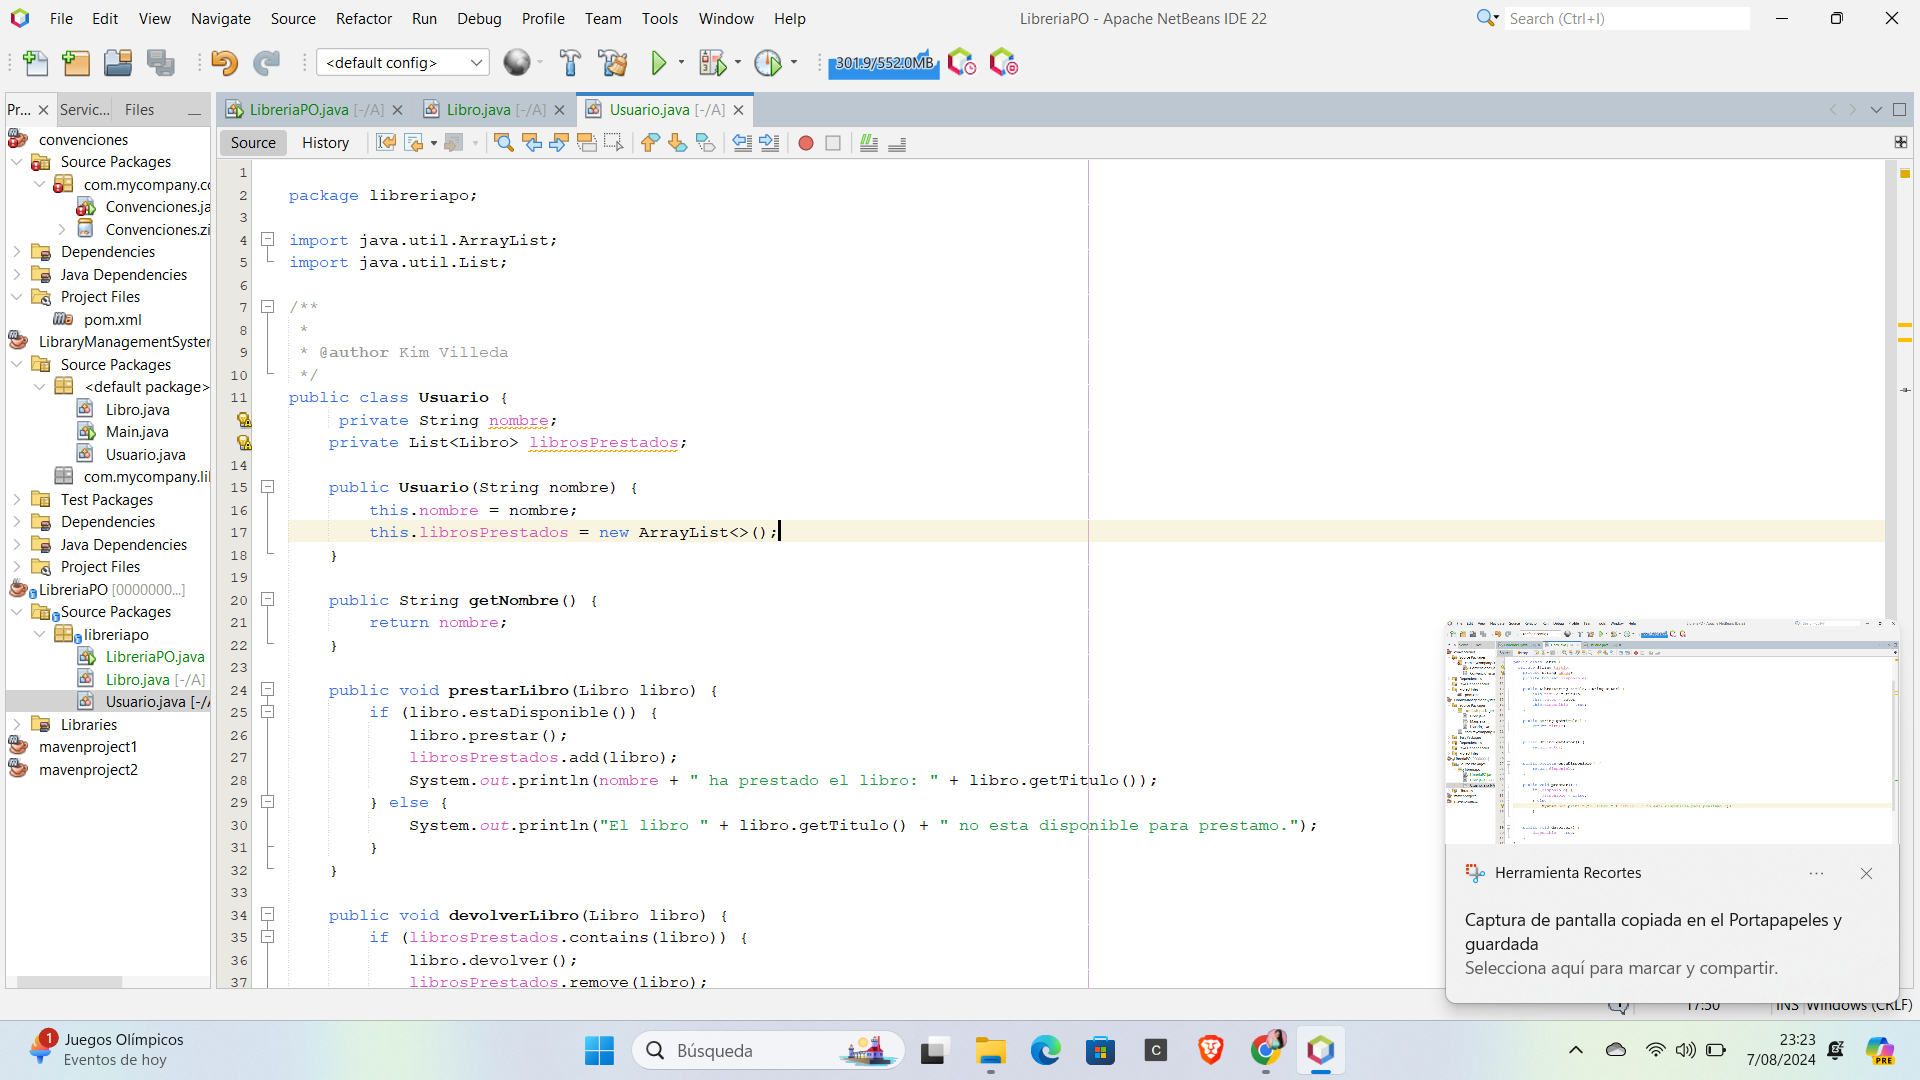 File Edit View Navigate Source Refactor Run Debug Profile Team Tools Window Help
LibreriaPO - Apache NetBeans IDE 22
Search (Ctrl+I)
<default config>
301.9/552.0MB
Pr...
Servic...
Files
LibreriaPO.java [-/A]
Libro.java [-/A]
Usuario.java [-/A]
Source
History
convenciones
Source Packages
com.mycompany.co
Convenciones.ja
Convenciones.zi
Dependencies
Java Dependencies
Project Files
pom.xml
LibraryManagementSyster
Source Packages
<default package>
Libro.java
Main.java
Usuario.java
com.mycompany.lil
Test Packages
Dependencies
Java Dependencies
Project Files
LibreriaPO [0000000...]
Source Packages
libreriapo
LibreriaPO.java
Libro.java [-/A]
Usuario.java [-/A
Libraries
mavenproject1
mavenproject2
1
2 package libreriapo;
3
4 import java.util.ArrayList;
5 import java.util.List;
6
7 /**
8 *
9 * @author Kim Villeda
10 */
11 public class Usuario {
private String nombre;
private List<Libro> librosPrestados;
14
15 public Usuario(String nombre) {
16 this.nombre = nombre;
17 this.librosPrestados = new ArrayList<>();
18 }
19
20 public String getNombre() {
21 return nombre;
22 }
23
24 public void prestarLibro(Libro libro) {
25 if (libro.estaDisponible()) {
26 libro.prestar();
27 librosPrestados.add(libro);
28 System.out.println(nombre + " ha prestado el libro: " + libro.getTitulo());
29 } else {
30 System.out.println("El libro " + libro.getTitulo() + " no esta disponible para prestamo.");
31 }
32 }
33
34 public void devolverLibro(Libro libro) {
35 if (librosPrestados.contains(libro)) {
36 libro.devolver();
37 librosPrestados.remove(libro);
Herramienta Recortes
Captura de pantalla copiada en el Portapapeles y
guardada
Selecciona aquí para marcar y compartir.
17:50
INS
Windows (CRLF)
1
Juegos Olímpicos
Eventos de hoy
Búsqueda
C
PRE
23:23
7/08/2024